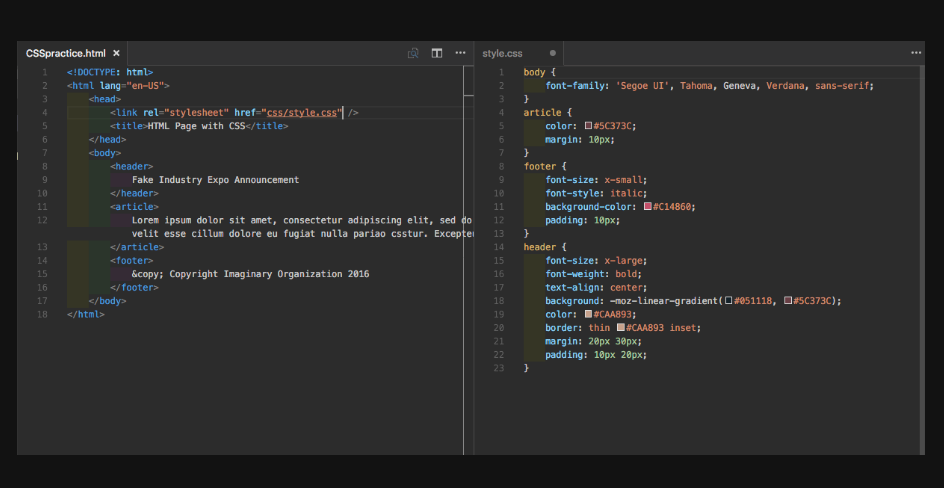 CSSpractice.html
1 <!DOCTYPE: html>
2 <html lang="en-US">
3 <head>
4 <link rel="stylesheet" href="css/style.css" />
5 <title>HTML Page with CSS</title>
6 </head>
7 <body>
8 <header>
9 Fake Industry Expo Announcement
10 </header>
11 <article>
12 Lorem ipsum dolor sit amet, consectetur adipiscing elit, sed do
velit esse cillum dolore eu fugiat nulla pariao csstur. Excepteu
13 </article>
14 <footer>
15 &copy; Copyright Imaginary Organization 2016
16 </footer>
17 </body>
18 </html>
style.css
1 body {
2 font-family: 'Segoe UI', Tahoma, Geneva, Verdana, sans-serif;
3 }
4 article {
5 color: #5C373C;
6 margin: 10px;
7 }
8 footer {
9 font-size: x-small;
10 font-style: italic;
11 background-color: #C14860;
12 padding: 10px;
13 }
14 header {
15 font-size: x-large;
16 font-weight: bold;
17 text-align: center;
18 background: -moz-linear-gradient(#051118, #5C373C);
19 color: #CAA893;
20 border: thin #CAA893 inset;
21 margin: 20px 30px;
22 padding: 10px 20px;
23 }